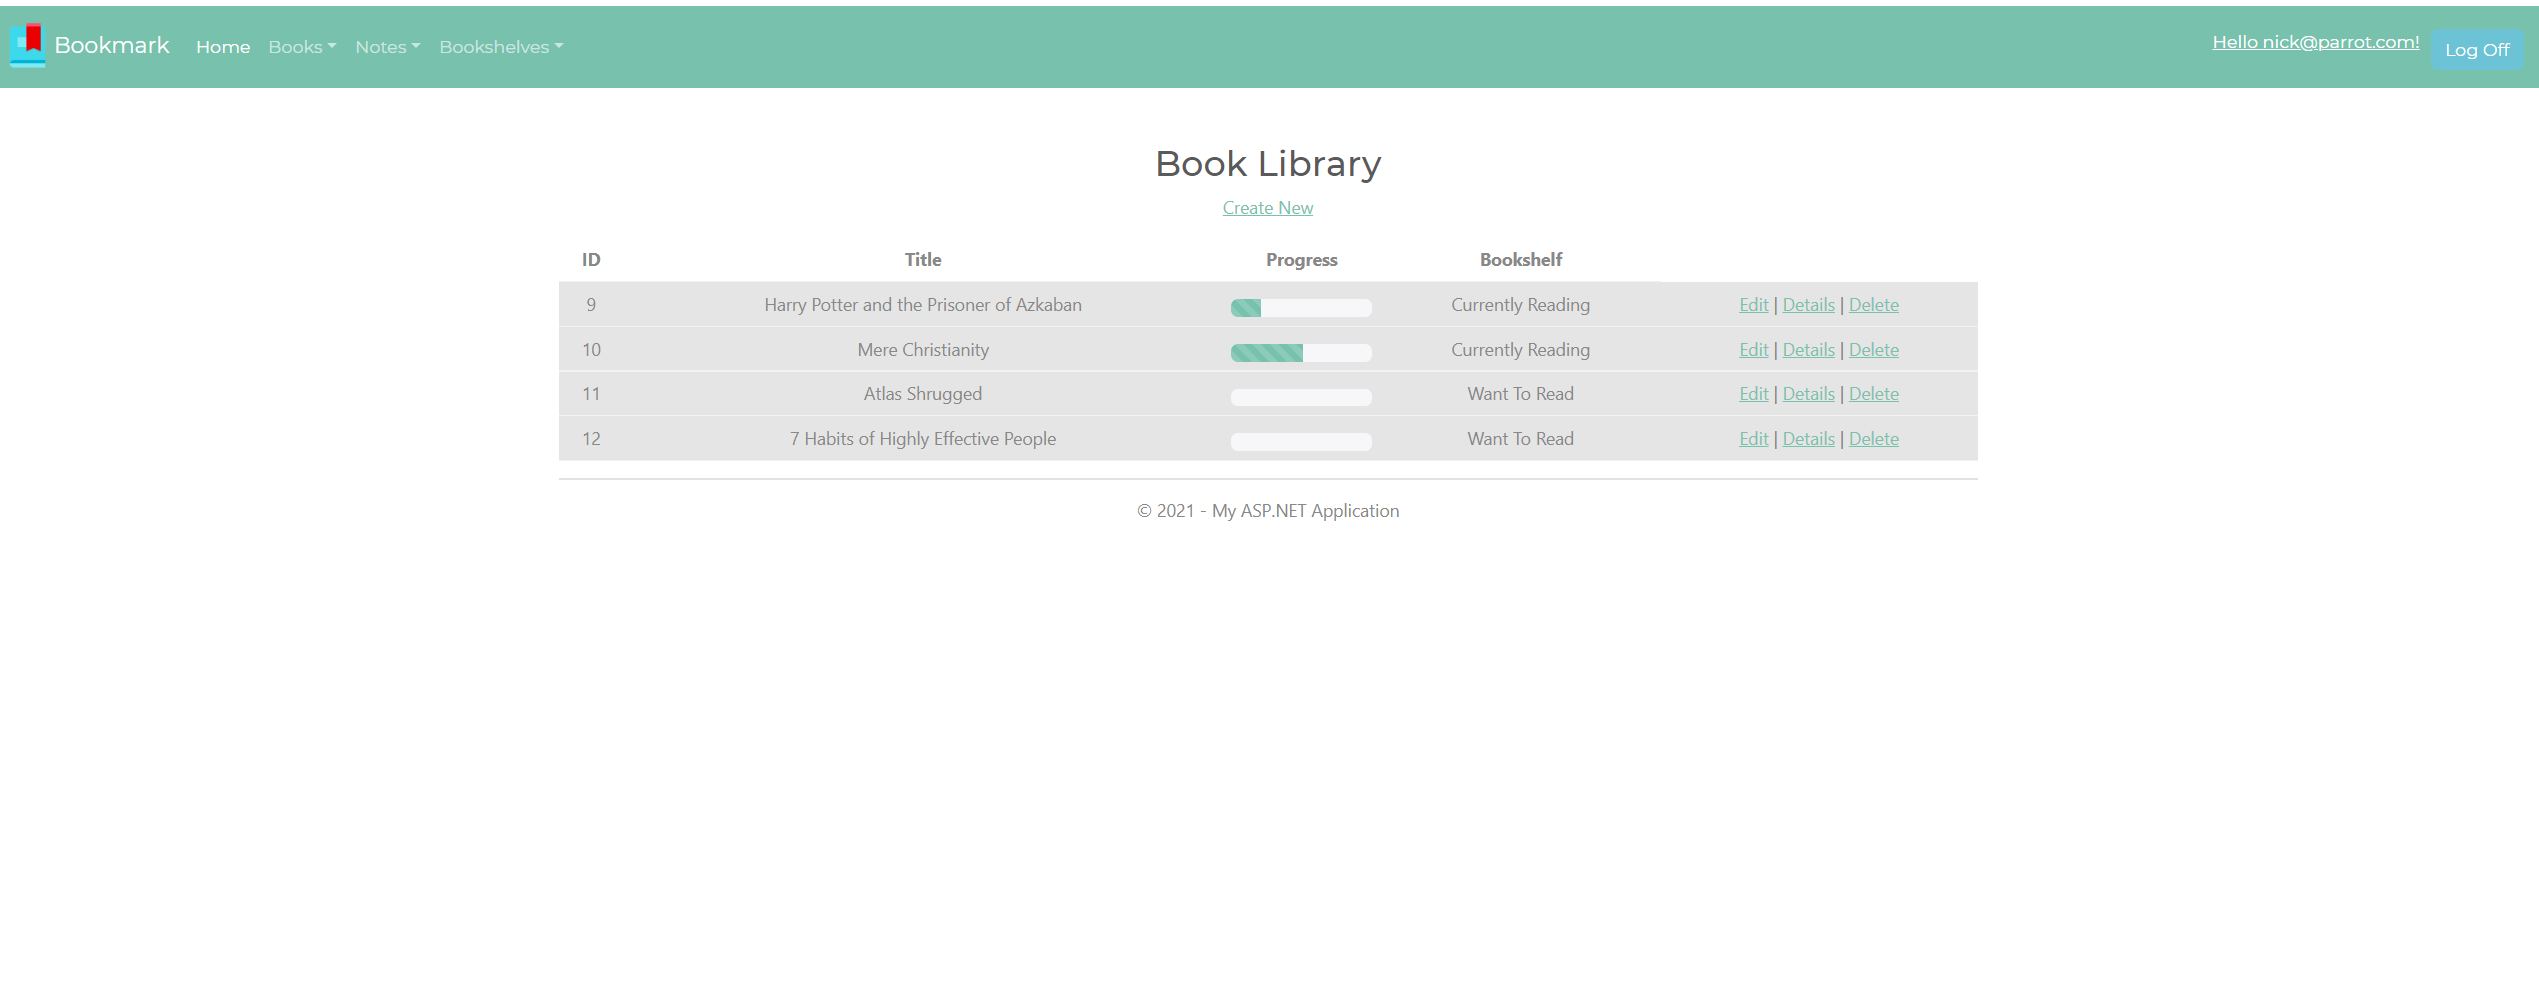 Bookmark Home Books Notes Bookshelves Hello nick@parrot.com! Log Off
Book Library
Create New
ID Title Progress Bookshelf
9 Harry Potter and the Prisoner of Azkaban Currently Reading Edit | Details | Delete
10 Mere Christianity Currently Reading Edit | Details | Delete
11 Atlas Shrugged Want To Read Edit | Details | Delete
12 7 Habits of Highly Effective People Want To Read Edit | Details | Delete
© 2021 - My ASP.NET Application